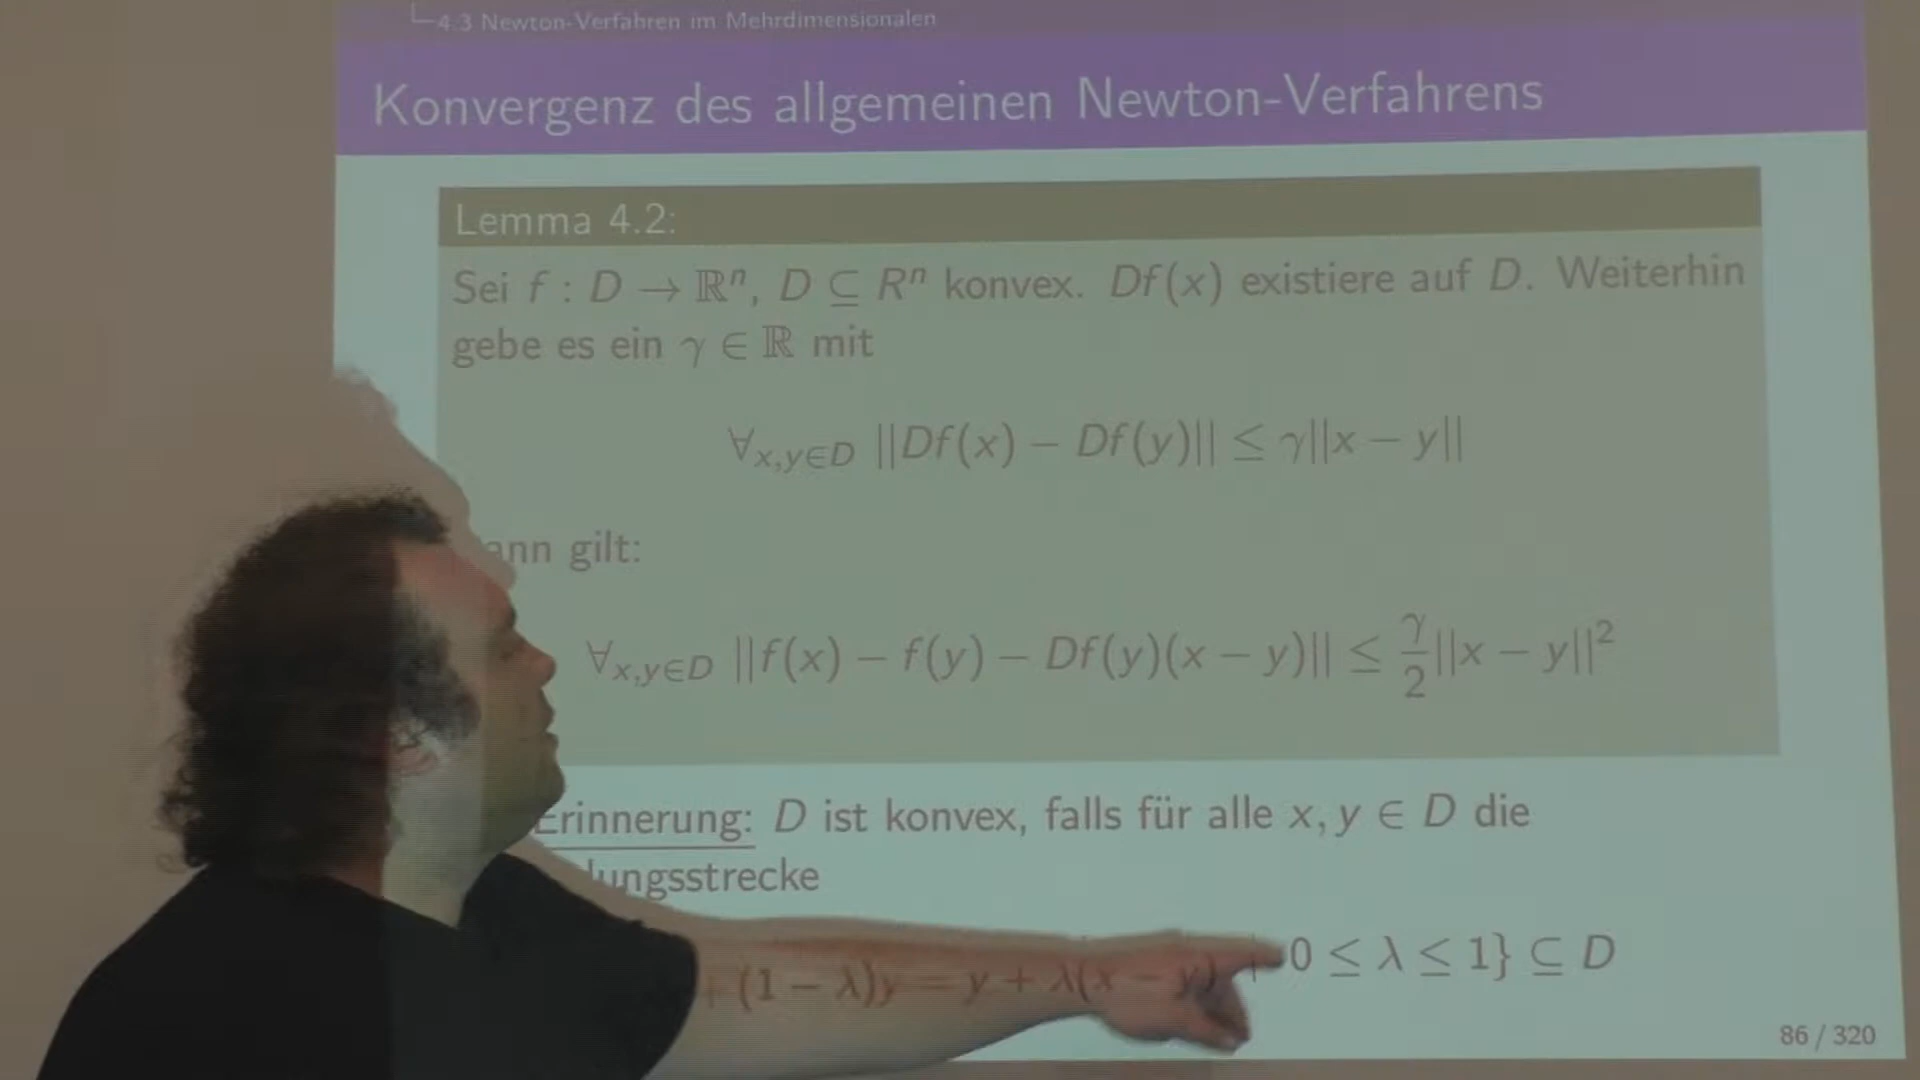 4.3 Newton-Verfahren im Mehrdimensionalen
Konvergenz des allgemeinen Newton-Verfahrens
Lemma 4.2:
Sei f : D → ℝⁿ, D ⊆ Rⁿ konvex. Df(x) existiere auf D. Weiterhin
gebe es ein γ ∈ ℝ mit
∀x,y∈D ||Df(x) − Df(y)|| ≤ γ||x − y||
ann gilt:
∀x,y∈D ||f(x) − f(y) − Df(y)(x − y)|| ≤ γ/2 ||x − y||²
Erinnerung: D ist konvex, falls für alle x, y ∈ D die
lungsstrecke
+ (1 − λ)y = y + λ(x − y) | 0 ≤ λ ≤ 1} ⊆ D
86 / 320